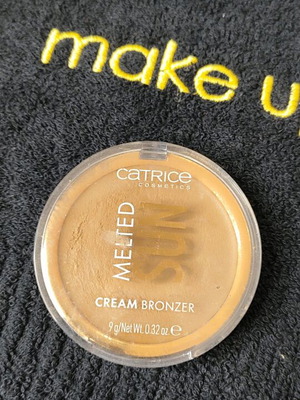 make u
CATRICE
COSMETICS
MELTED
SUN
CREAM BRONZER
9 g/Net Wt. 0.32 oz ℮